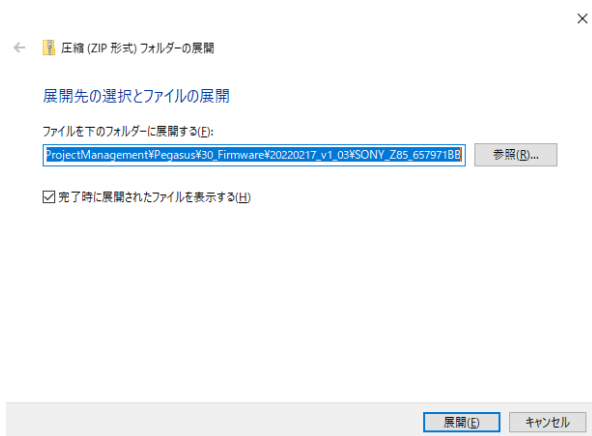 圧縮 (ZIP 形式) フォルダーの展開
展開先の選択とファイルの展開
ファイルを下のフォルダーに展開する(F):
ProjectManagement¥Pegasus¥30_Firmware¥20220217_v1_03¥SONY_Z85_657971BB
参照(R)...
完了時に展開されたファイルを表示する(H)
展開(E)
キャンセル